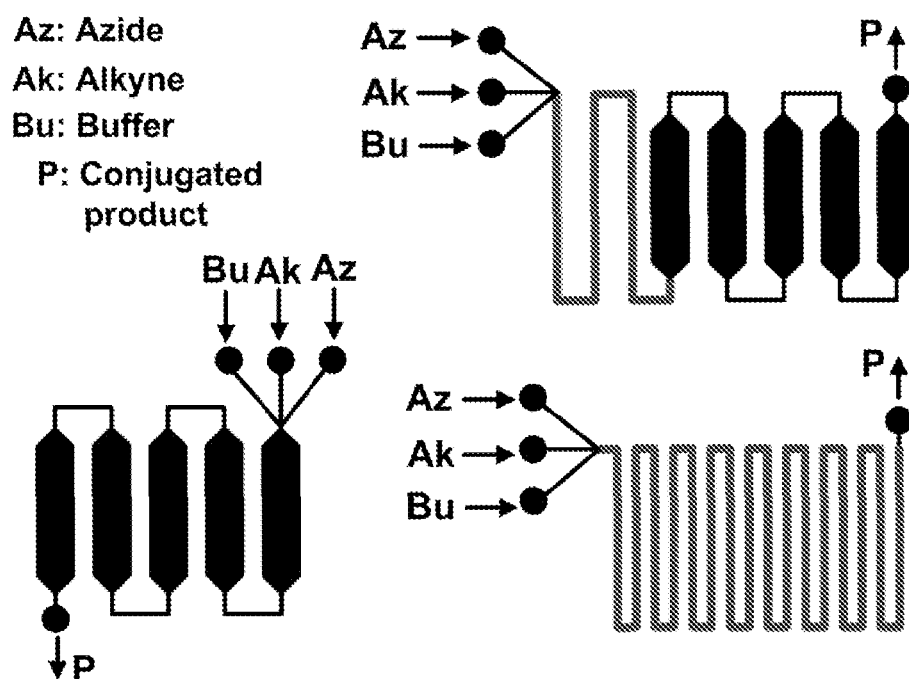 Az: Azide
Ak: Alkyne
Bu: Buffer
P: Conjugated
product
Az
Ak
Bu
P
Bu Ak Az
P
Az
Ak
Bu
P